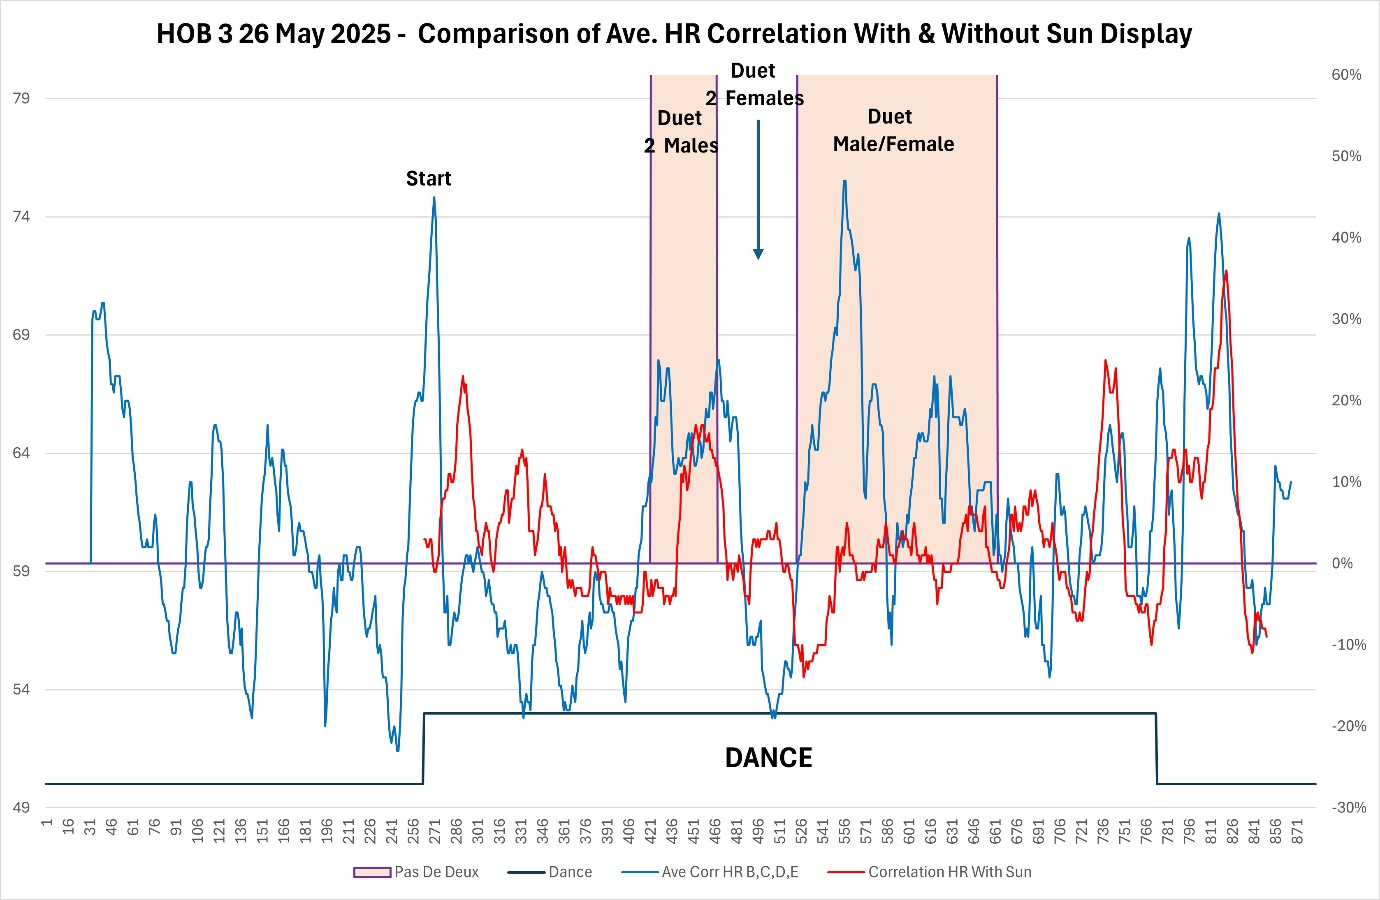 HOB 3 26 May 2025 -  Comparison of Ave. HR Correlation With & Without Sun Display
Duet
2 Females
Duet
2 Males
Duet
Male/Female
Start
DANCE
79
74
69
64
59
54
49
60%
50%
40%
30%
20%
10%
0%
-10%
-20%
-30%
1 16 31 46 61 76 91 106 121 136 151 166 181 196 211 226 241 256 271 286 301 316 331 346 361 376 391 406 421 436 451 466 481 496 511 526 541 556 571 586 601 616 631 646 661 676 691 706 721 736 751 766 781 796 811 826 841 856 871
Pas De Deux Dance Ave Corr HR B,C,D,E Correlation HR With Sun